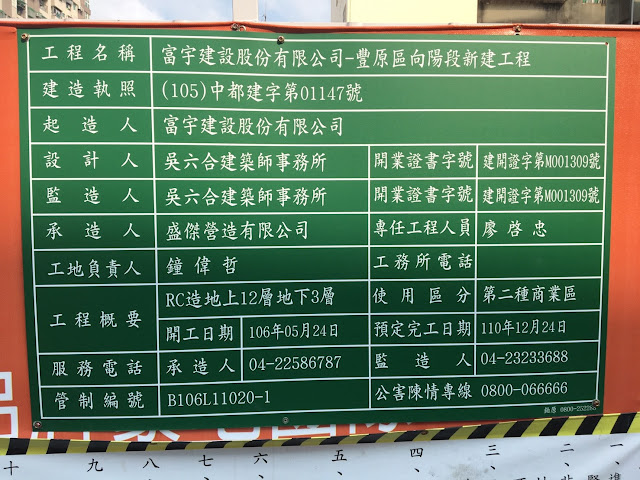 工程名稱 富宇建設股份有限公司-豐原區向陽段新建工程
建造執照 (105)中都建字第01147號
起造人 富宇建設股份有限公司
設計人 吳六合建築師事務所 開業證書字號 建開證字第M001309號
監造人 吳六合建築師事務所 開業證書字號 建開證字第M001309號
承造人 盛傑營造有限公司 專任工程人員 廖啓忠
工地負責人 鐘偉哲 工務所電話
工程概要 RC造地上12層地下3層 使用區分 第二種商業區
開工日期 106年05月24日 預定完工日期 110年12月24日
服務電話 承造人 04-22586787 監造人 04-23233688
管制編號 B106L11020-1 公害陳情專線 0800-066666
十、 九、 八、 七、 六、 五、 四、 三、 二、 一、